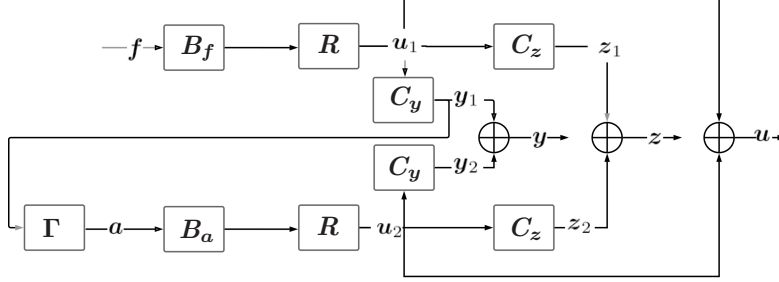 f B_f R u_1 C_z z_1
C_y y_1
y z u
C_y y_2
Γ a B_a R u_2 C_z z_2